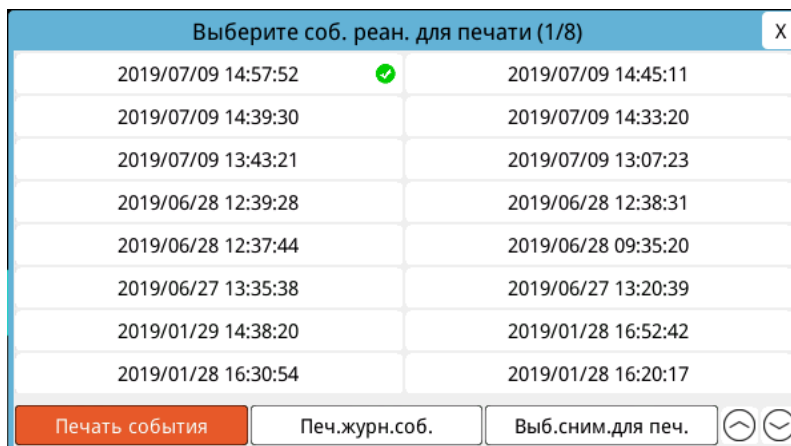 Выберите соб. реан. для печати (1/8) X
2019/07/09 14:57:52 2019/07/09 14:45:11
2019/07/09 14:39:30 2019/07/09 14:33:20
2019/07/09 13:43:21 2019/07/09 13:07:23
2019/06/28 12:39:28 2019/06/28 12:38:31
2019/06/28 12:37:44 2019/06/28 09:35:20
2019/06/27 13:35:38 2019/06/27 13:20:39
2019/01/29 14:38:20 2019/01/28 16:52:42
2019/01/28 16:30:54 2019/01/28 16:20:17
Печать события Печ.журн.соб. Выб.сним.для печ.